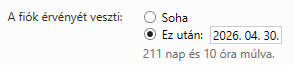 A fiók érvényét veszti: Soha
Ez után: 2026. 04. 30.
211 nap és 10 óra múlva.